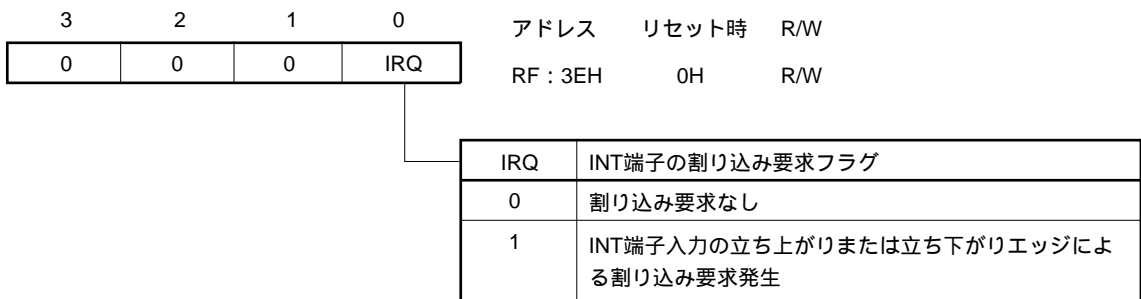 3 2 1 0 アドレス リセット時 R/W
0 0 0 IRQ RF：3EH 0H R/W
IRQ INT端子の割り込み要求フラグ
0 割り込み要求なし
1 INT端子入力の立ち上がりまたは立ち下がりエッジによ
る割り込み要求発生